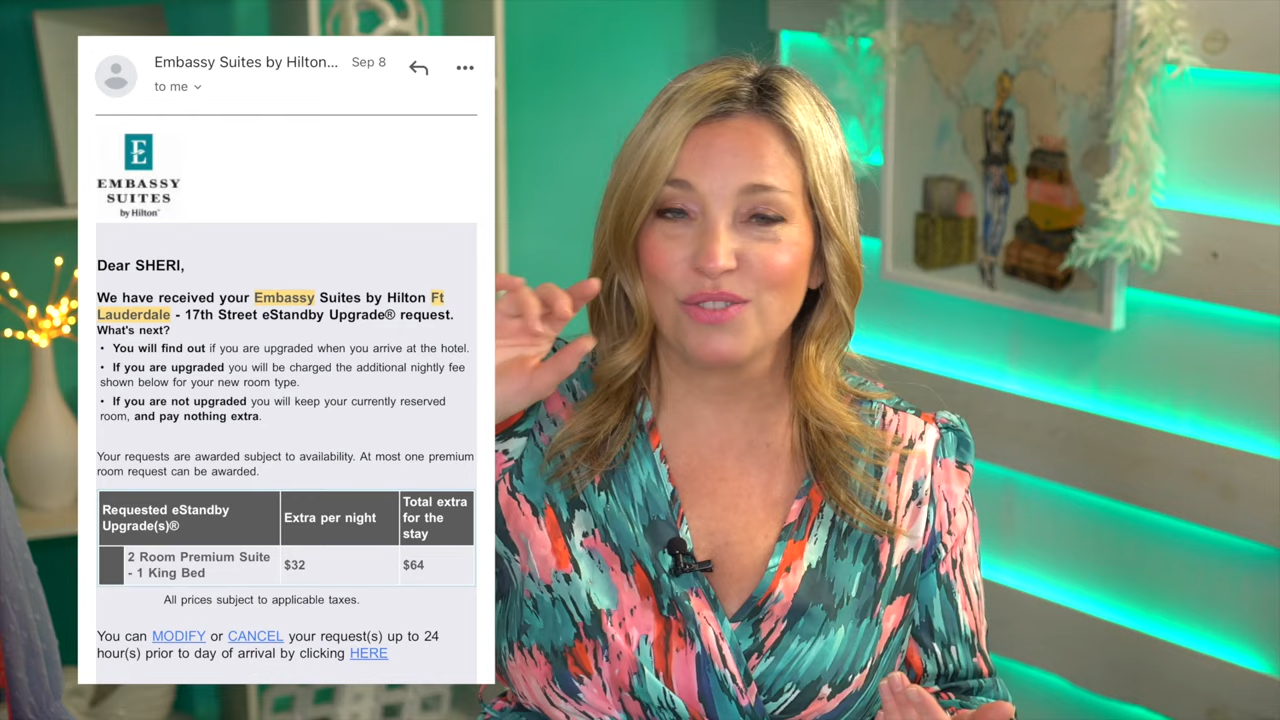 Embassy Suites by Hilton... Sep 8
to me
E
EMBASSY
SUITES
by Hilton™
Dear SHERI,
We have received your Embassy Suites by Hilton Ft
Lauderdale - 17th Street eStandby Upgrade® request.
What's next?
• You will find out if you are upgraded when you arrive at the hotel.
• If you are upgraded you will be charged the additional nightly fee
shown below for your new room type.
• If you are not upgraded you will keep your currently reserved
room, and pay nothing extra.
Your requests are awarded subject to availability. At most one premium
room request can be awarded.
Requested eStandby
Upgrade(s)®
Extra per night
Total extra
for the
stay
2 Room Premium Suite
- 1 King Bed
$32
$64
All prices subject to applicable taxes.
You can MODIFY or CANCEL your request(s) up to 24
hour(s) prior to day of arrival by clicking HERE